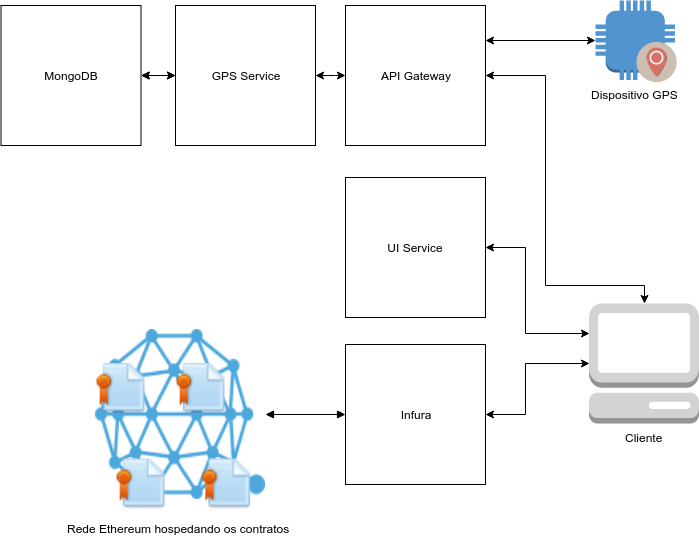 MongoDB
GPS Service
API Gateway
Dispositivo GPS
UI Service
Infura
Cliente
Rede Ethereum hospedando os contratos